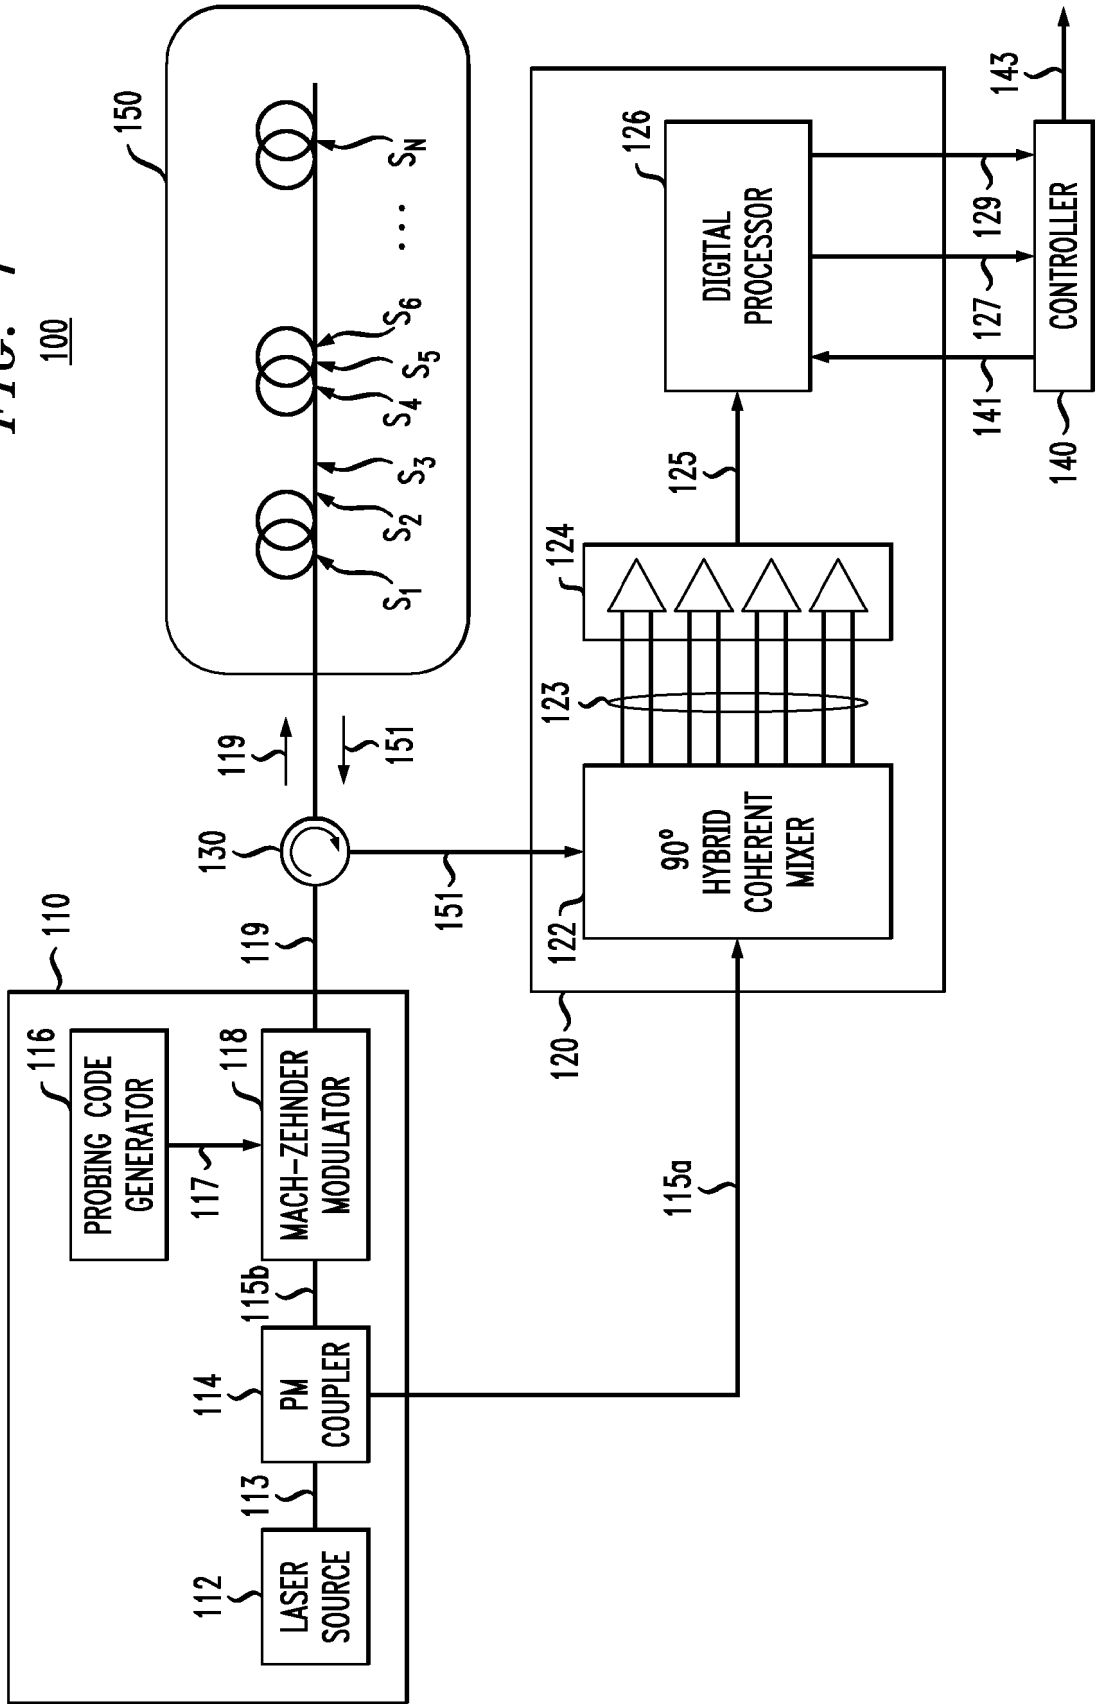 FIG. 1
100
110
116
PROBING CODE
GENERATOR
117
118
MACH-ZEHNDER
MODULATOR
112
LASER
SOURCE
113
114
PM
COUPLER
115b
119
130
119
151
150
S1
S2
S3
S4
S5
S6
...
SN
151
115a
120
122
90°
HYBRID
COHERENT
MIXER
123
124
125
126
DIGITAL
PROCESSOR
141
127
129
140
CONTROLLER
143